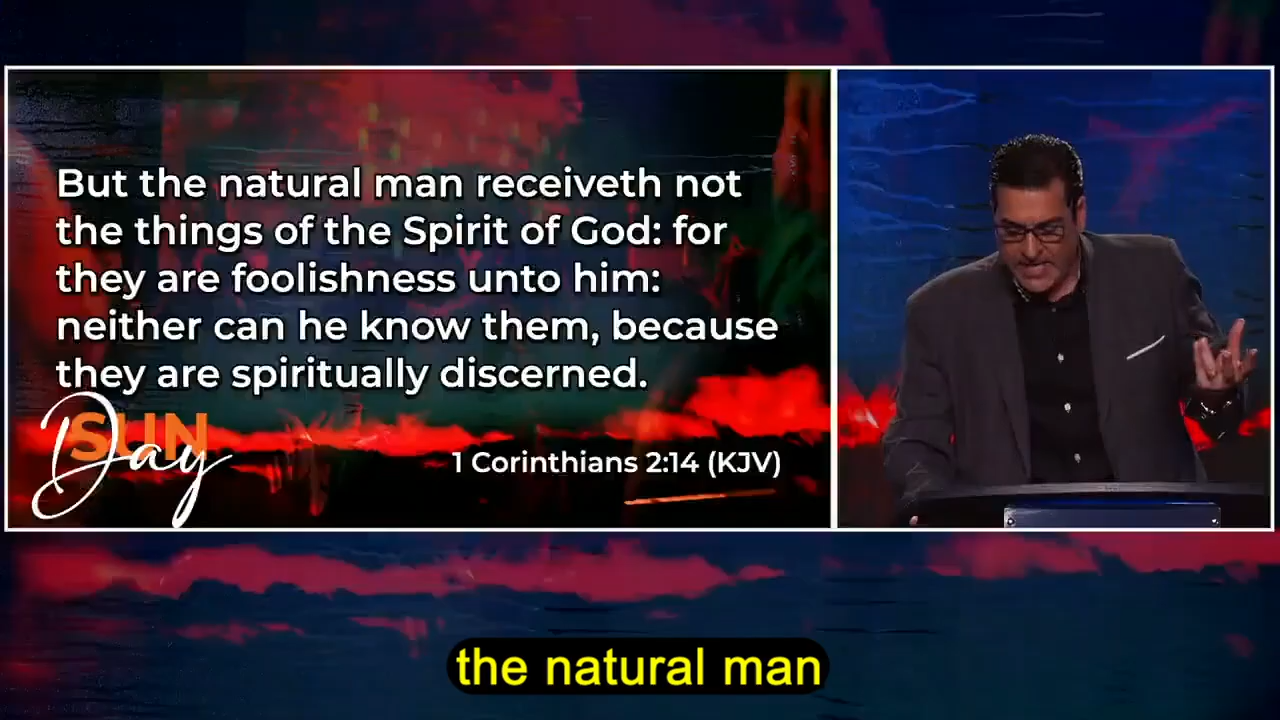 But the natural man receiveth not
the things of the Spirit of God: for
they are foolishness unto him:
neither can he know them, because
they are spiritually discerned.
SUN
Day
1 Corinthians 2:14 (KJV)
the natural man